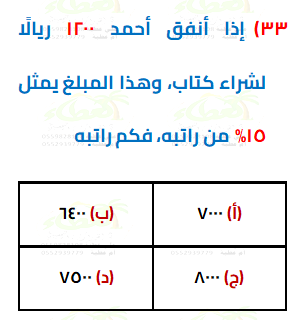 (٣٣ إذا أنفق أحمد ١٢٠٠ ريالًا
لشراء كتاب، وهذا المبلغ يمثل
١٥% من راتبه، فكم راتبه
(أ) ٧٠٠٠
(ب) ٦٤٠٠
(ج) ٨٠٠٠
(د) ٧٥٠٠